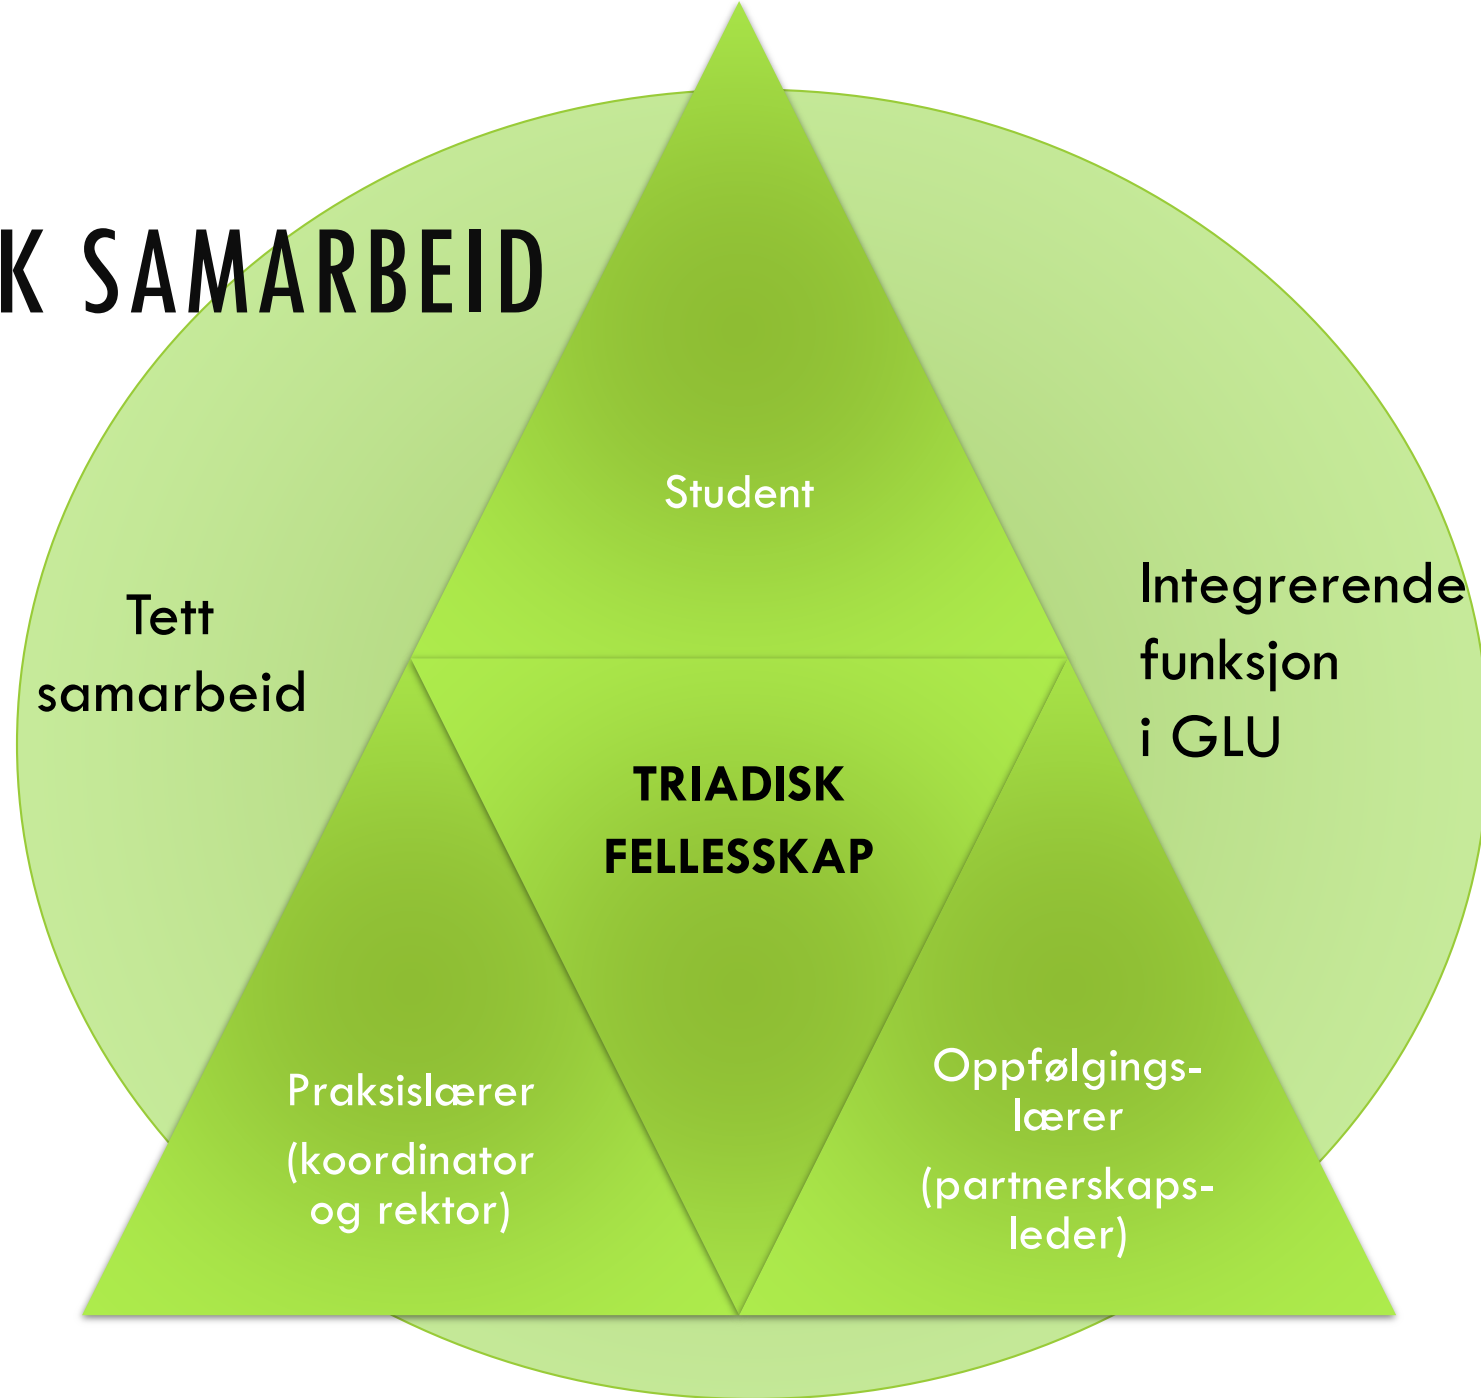 K SAMARBEID
Student
Tett
samarbeid
Integrerende
funksjon
i GLU
TRIADISK
FELLESSKAP
Praksislærer
(koordinator
og rektor)
Oppfølgings-
lærer
(partnerskaps-
leder)